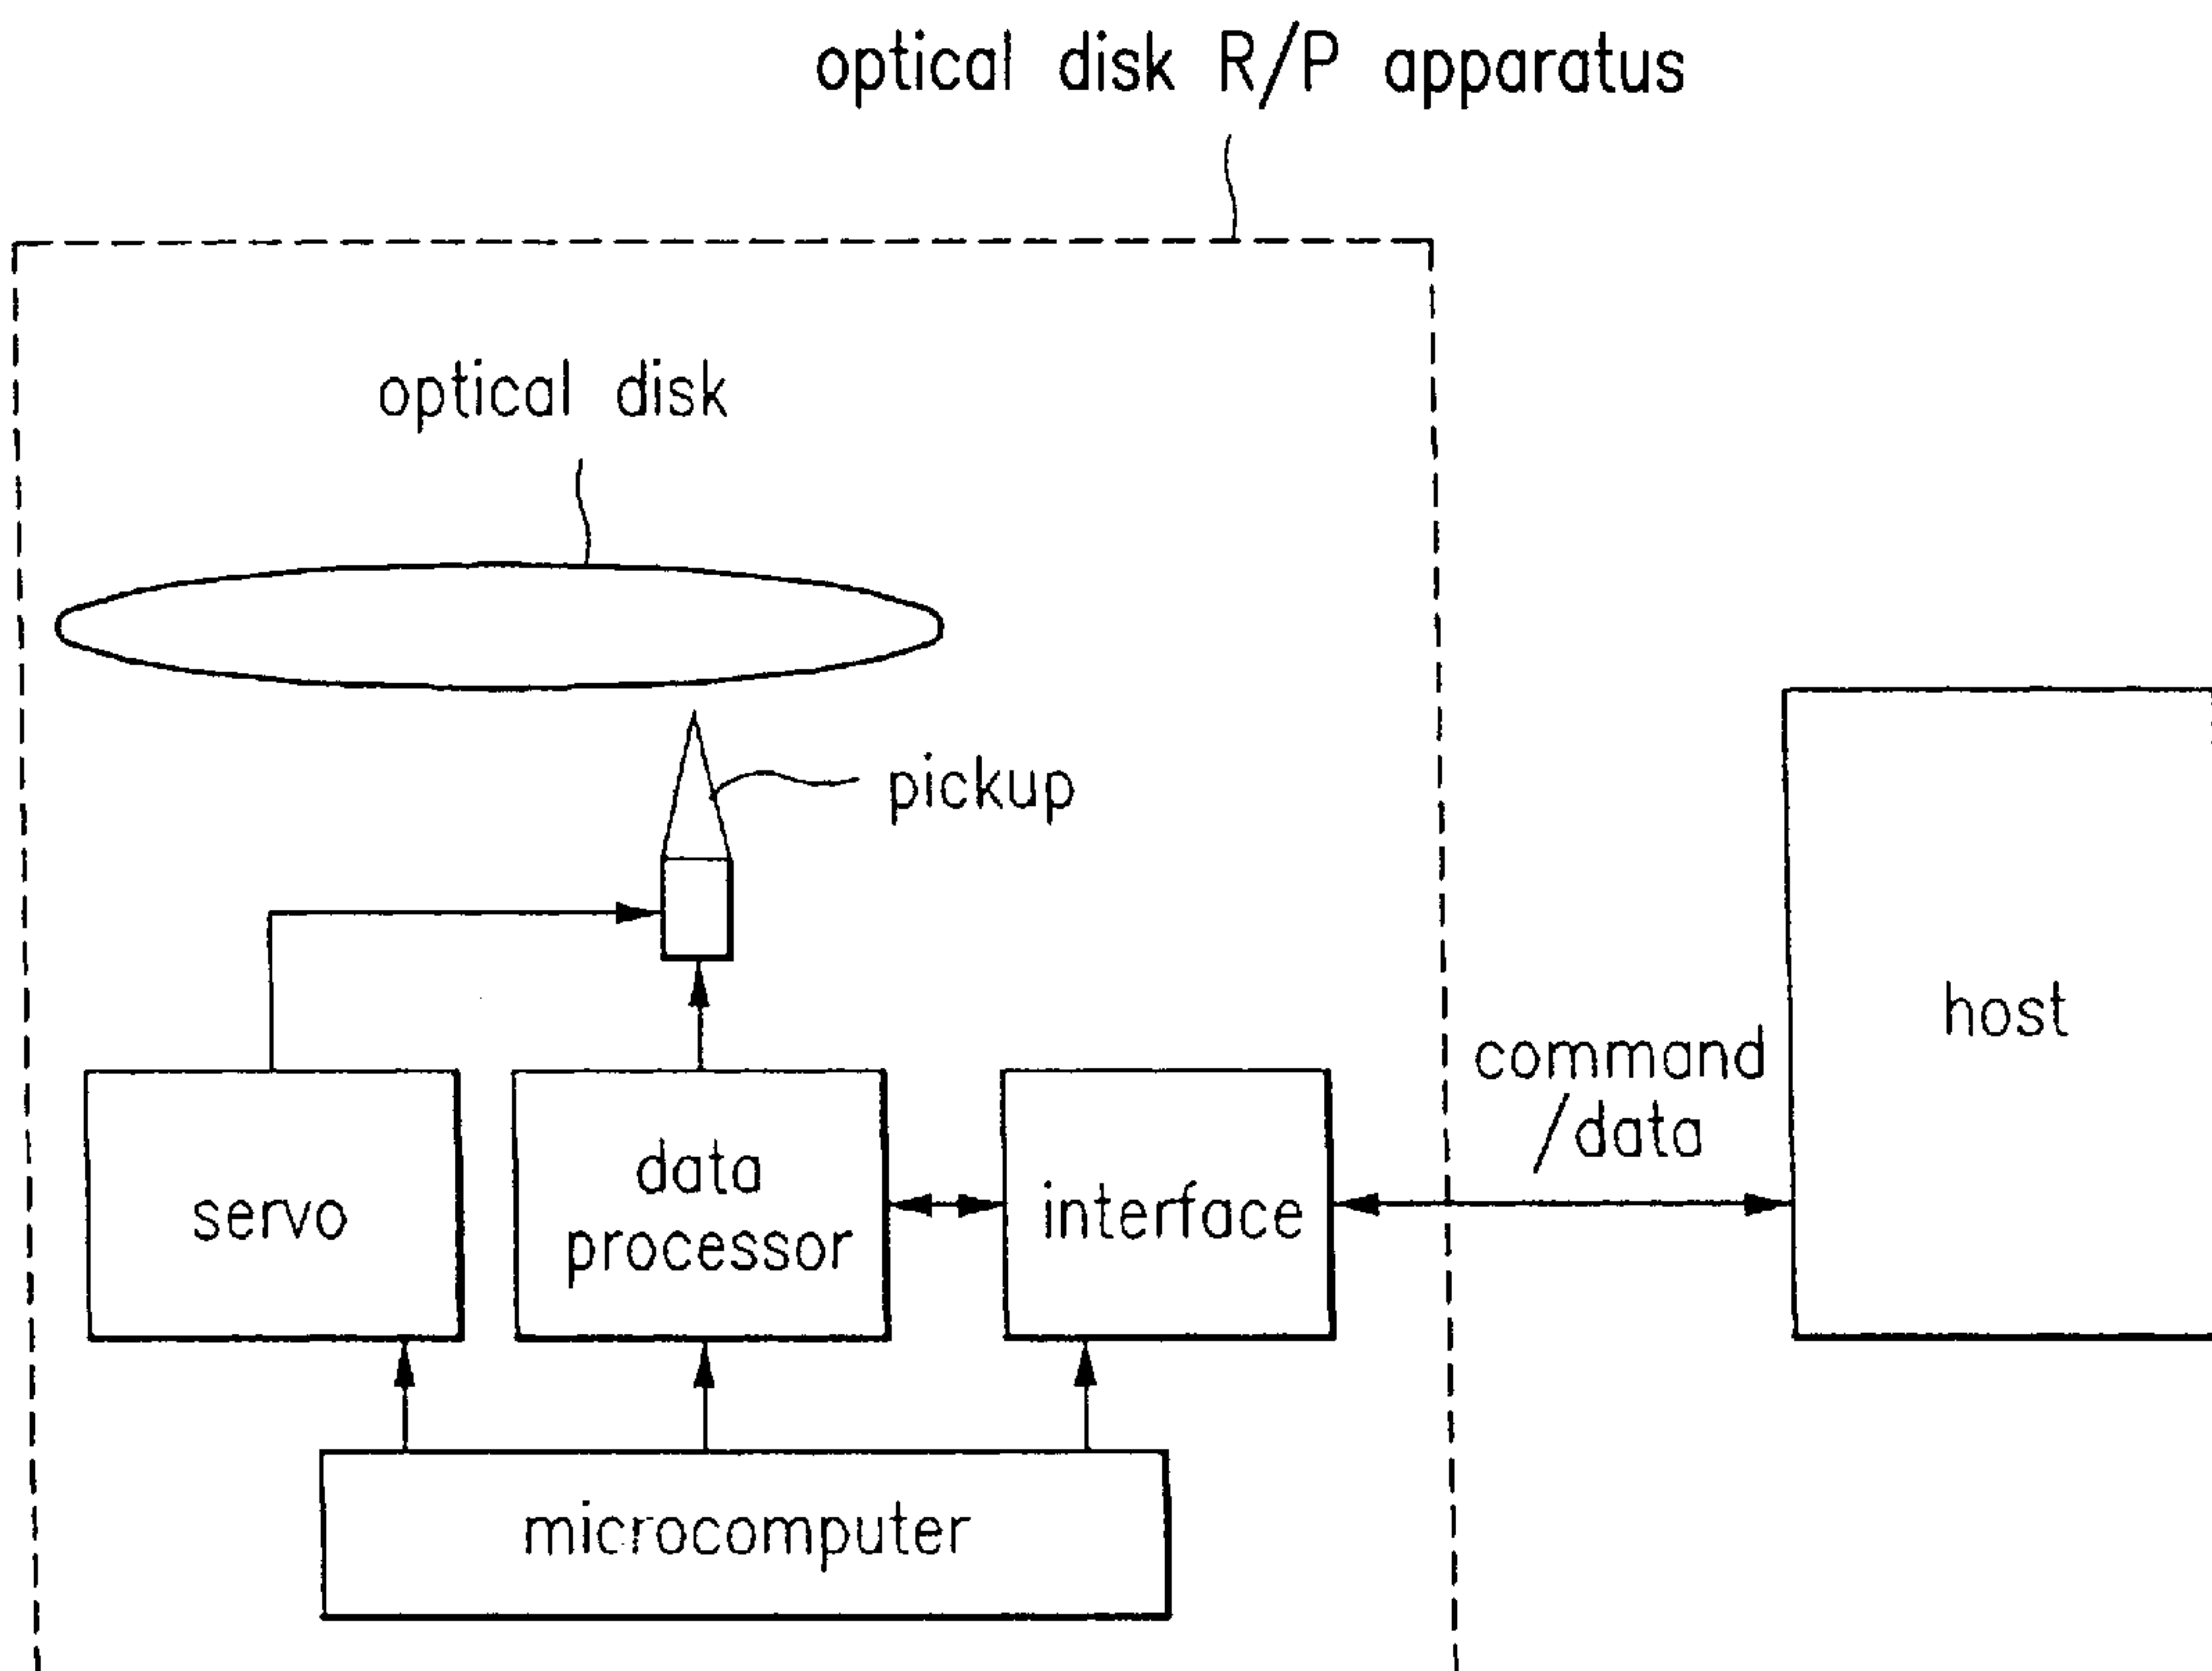 optical disk R/P apparatus
optical disk
pickup
host
command
/data
servo
data
processor
interface
microcomputer